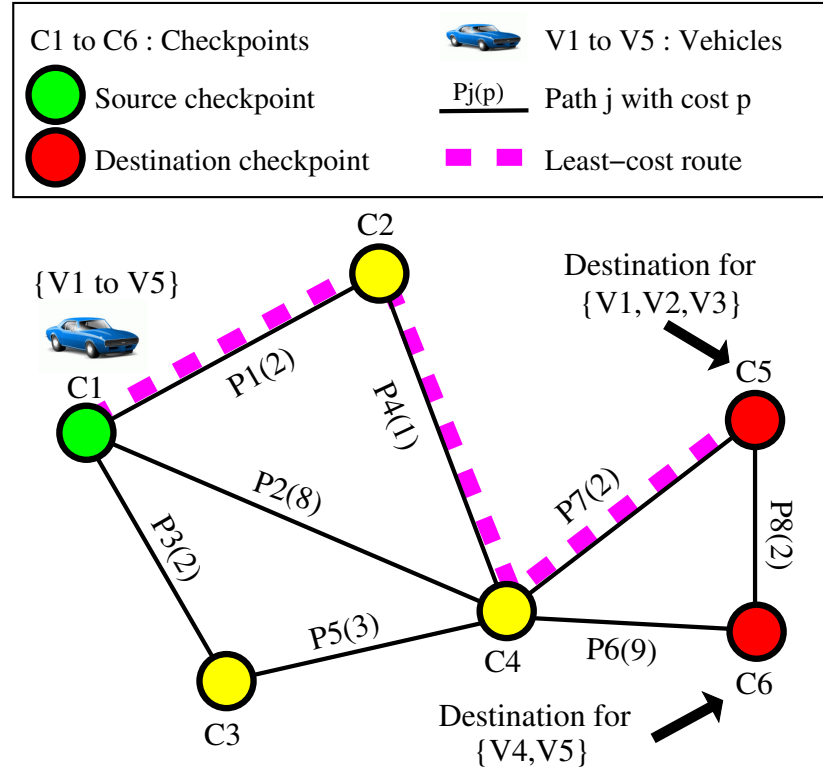 C1 to C6 : Checkpoints
V1 to V5 : Vehicles
Source checkpoint
Pj(p)
Path j with cost p
Destination checkpoint
Least−cost route
C2
{V1 to V5}
Destination for
{V1,V2,V3}
C1
P1(2)
C5
P4(1)
P2(8)
P7(2)
P3(2)
P8(2)
P5(3)
C4
P6(9)
C3
C6
Destination for
{V4,V5}